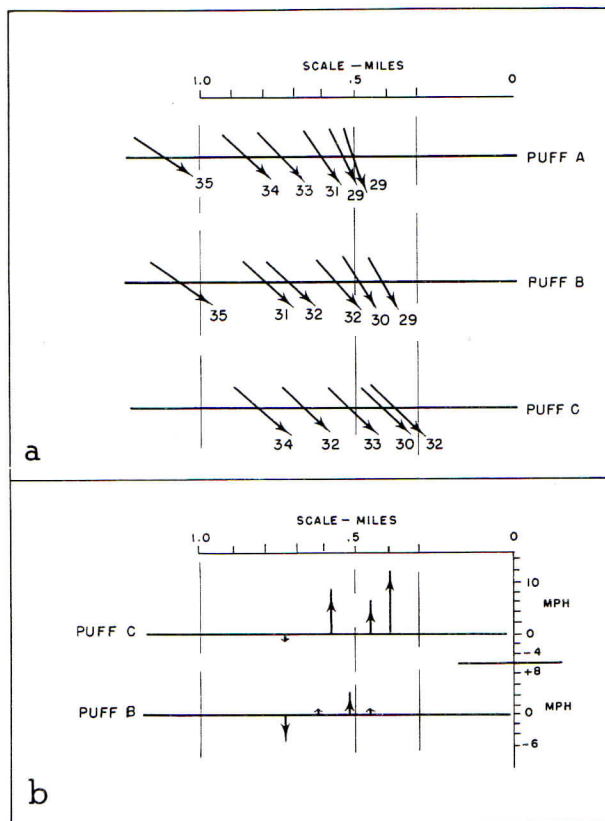 SCALE – MILES
1.0 .5 0
PUFF A
35 34 33 31 29 29
PUFF B
35 31 32 32 30 29
PUFF C
34 32 33 30 32
a
SCALE – MILES
1.0 .5 0
10
MPH
PUFF C 0
-4
+8
PUFF B 0 MPH
-6
b